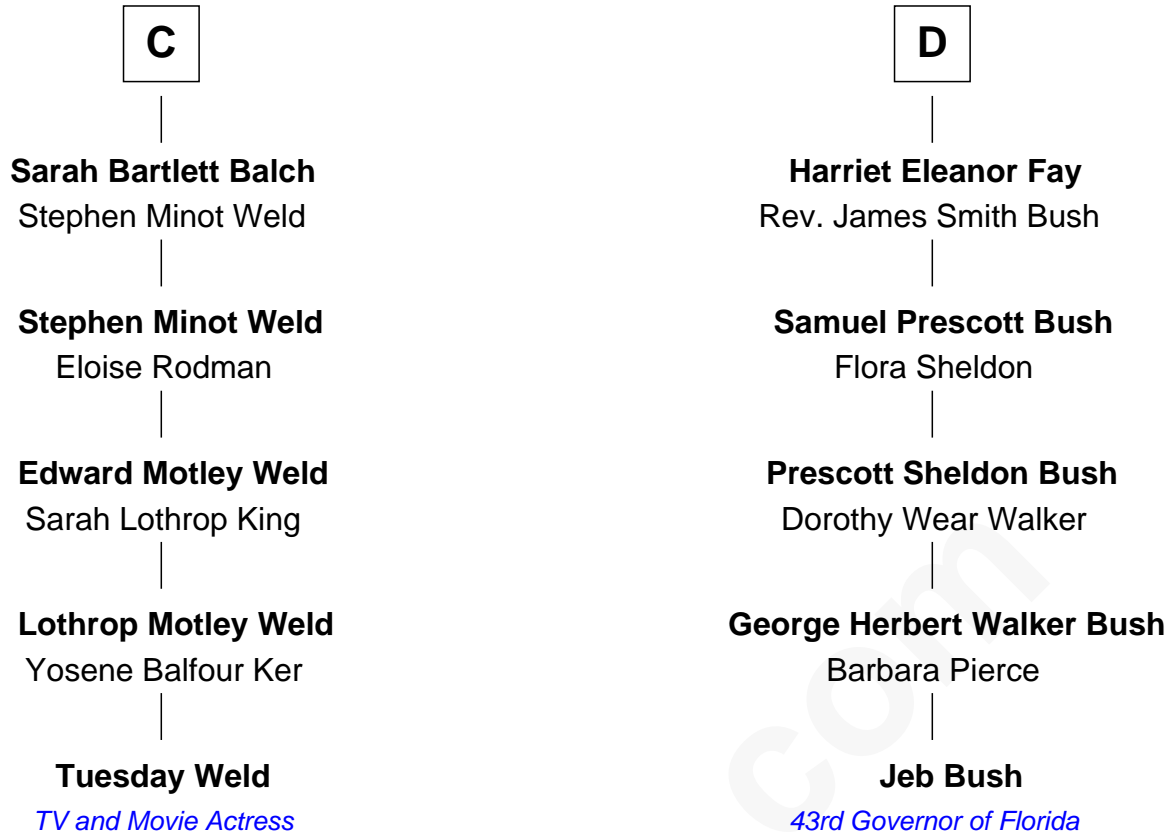 C
Sarah Bartlett Balch
Stephen Minot Weld
Stephen Minot Weld
Eloise Rodman
Edward Motley Weld
Sarah Lothrop King
Lothrop Motley Weld
Yosene Balfour Ker
Tuesday Weld
TV and Movie Actress
D
Harriet Eleanor Fay
Rev. James Smith Bush
Samuel Prescott Bush
Flora Sheldon
Prescott Sheldon Bush
Dorothy Wear Walker
George Herbert Walker Bush
Barbara Pierce
Jeb Bush
43rd Governor of Florida
com